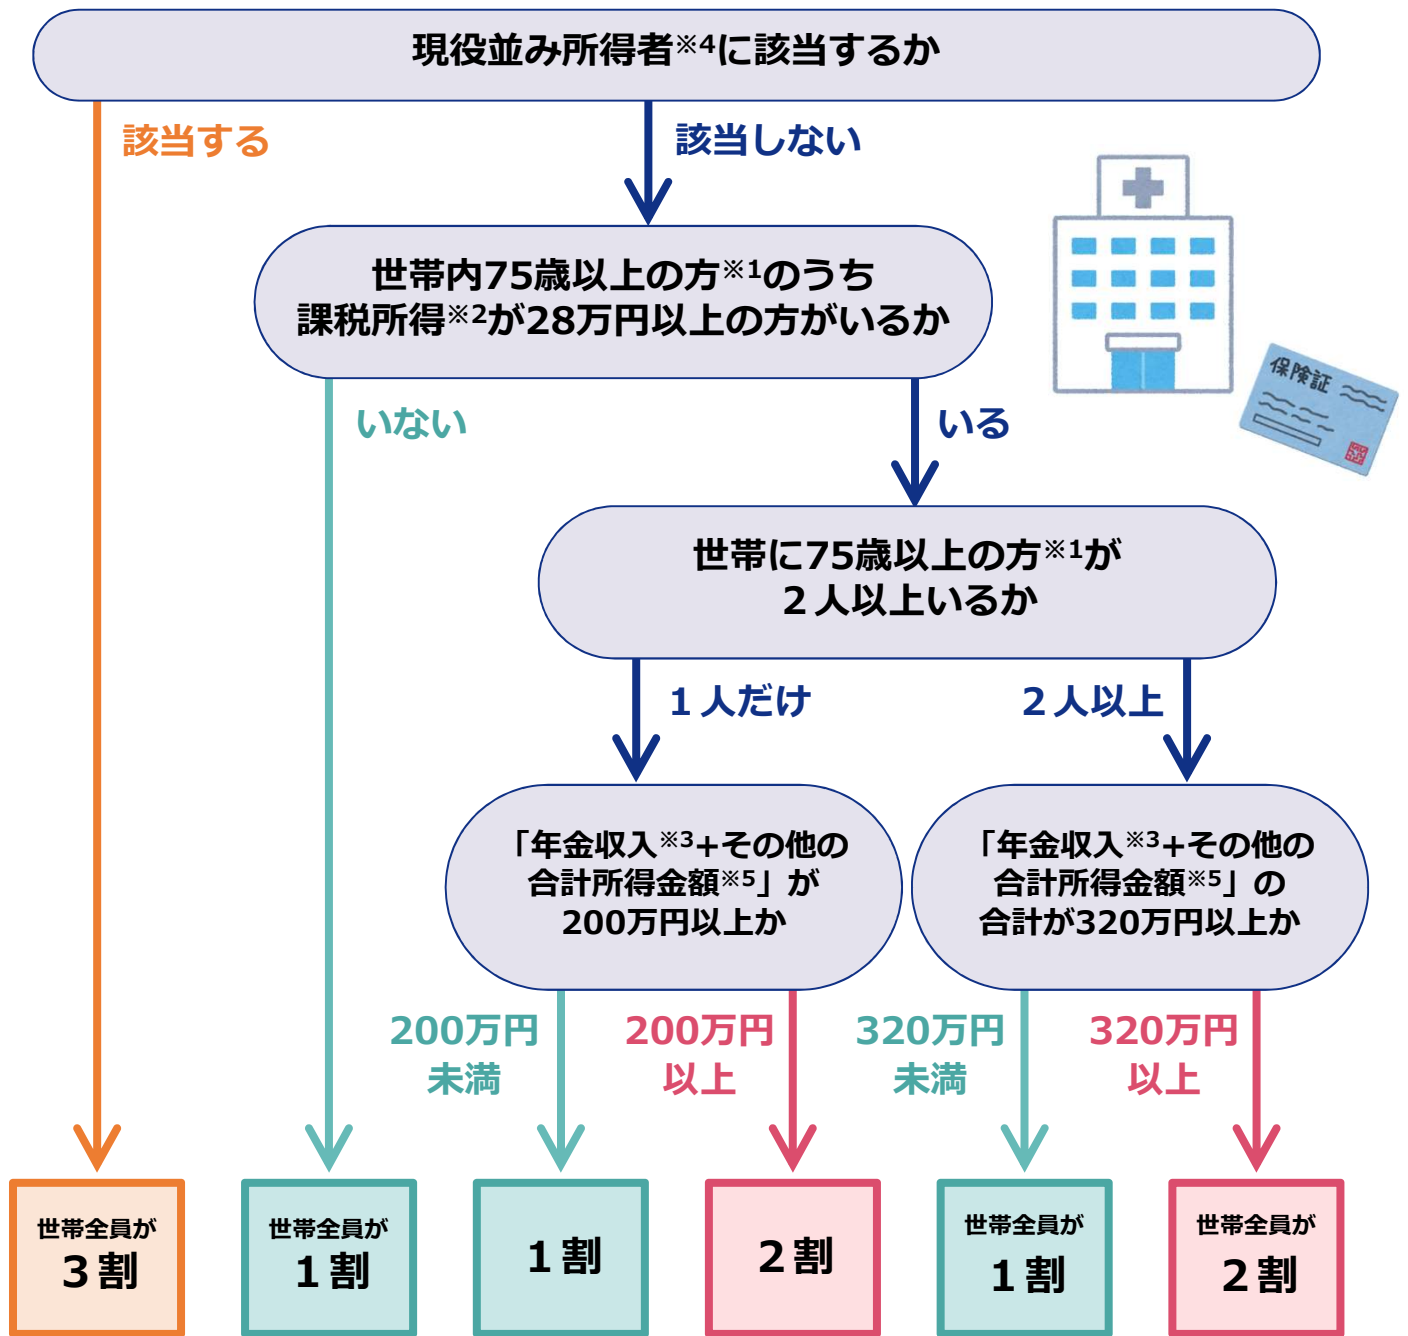 現役並み所得者※4に該当するか
該当する
該当しない
世帯内75歳以上の方※1のうち
課税所得※2が28万円以上の方がいるか
保険証
いない
いる
世帯に75歳以上の方※1が
２人以上いるか
１人だけ
２人以上
「年金収入※3+その他の
合計所得金額※5」が
200万円以上か
「年金収入※3+その他の
合計所得金額※5」の
合計が320万円以上か
200万円
未満
200万円
以上
320万円
未満
320万円
以上
世帯全員が
３割
世帯全員が
１割
１割
２割
世帯全員が
１割
世帯全員が
２割